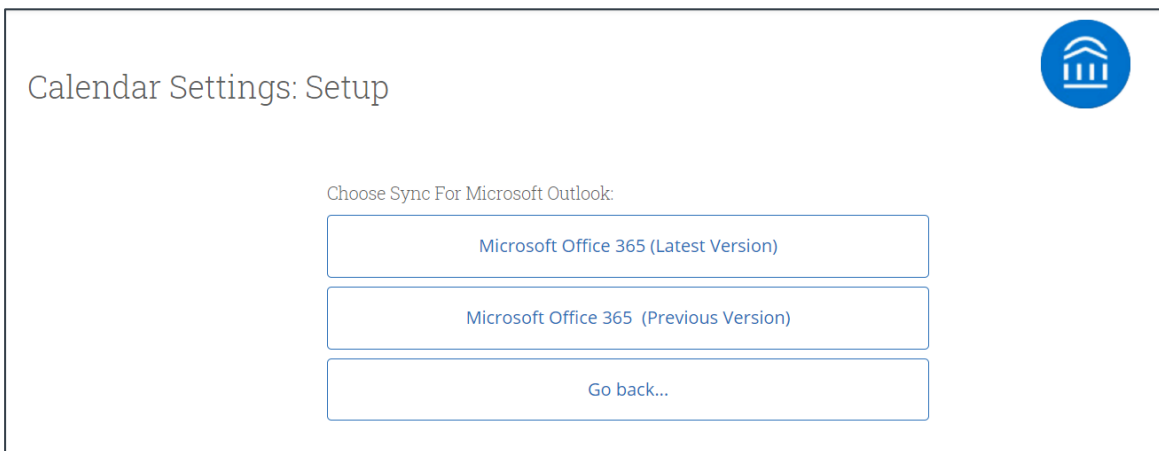 Calendar Settings: Setup
Choose Sync For Microsoft Outlook:
Microsoft Office 365 (Latest Version)
Microsoft Office 365  (Previous Version)
Go back...